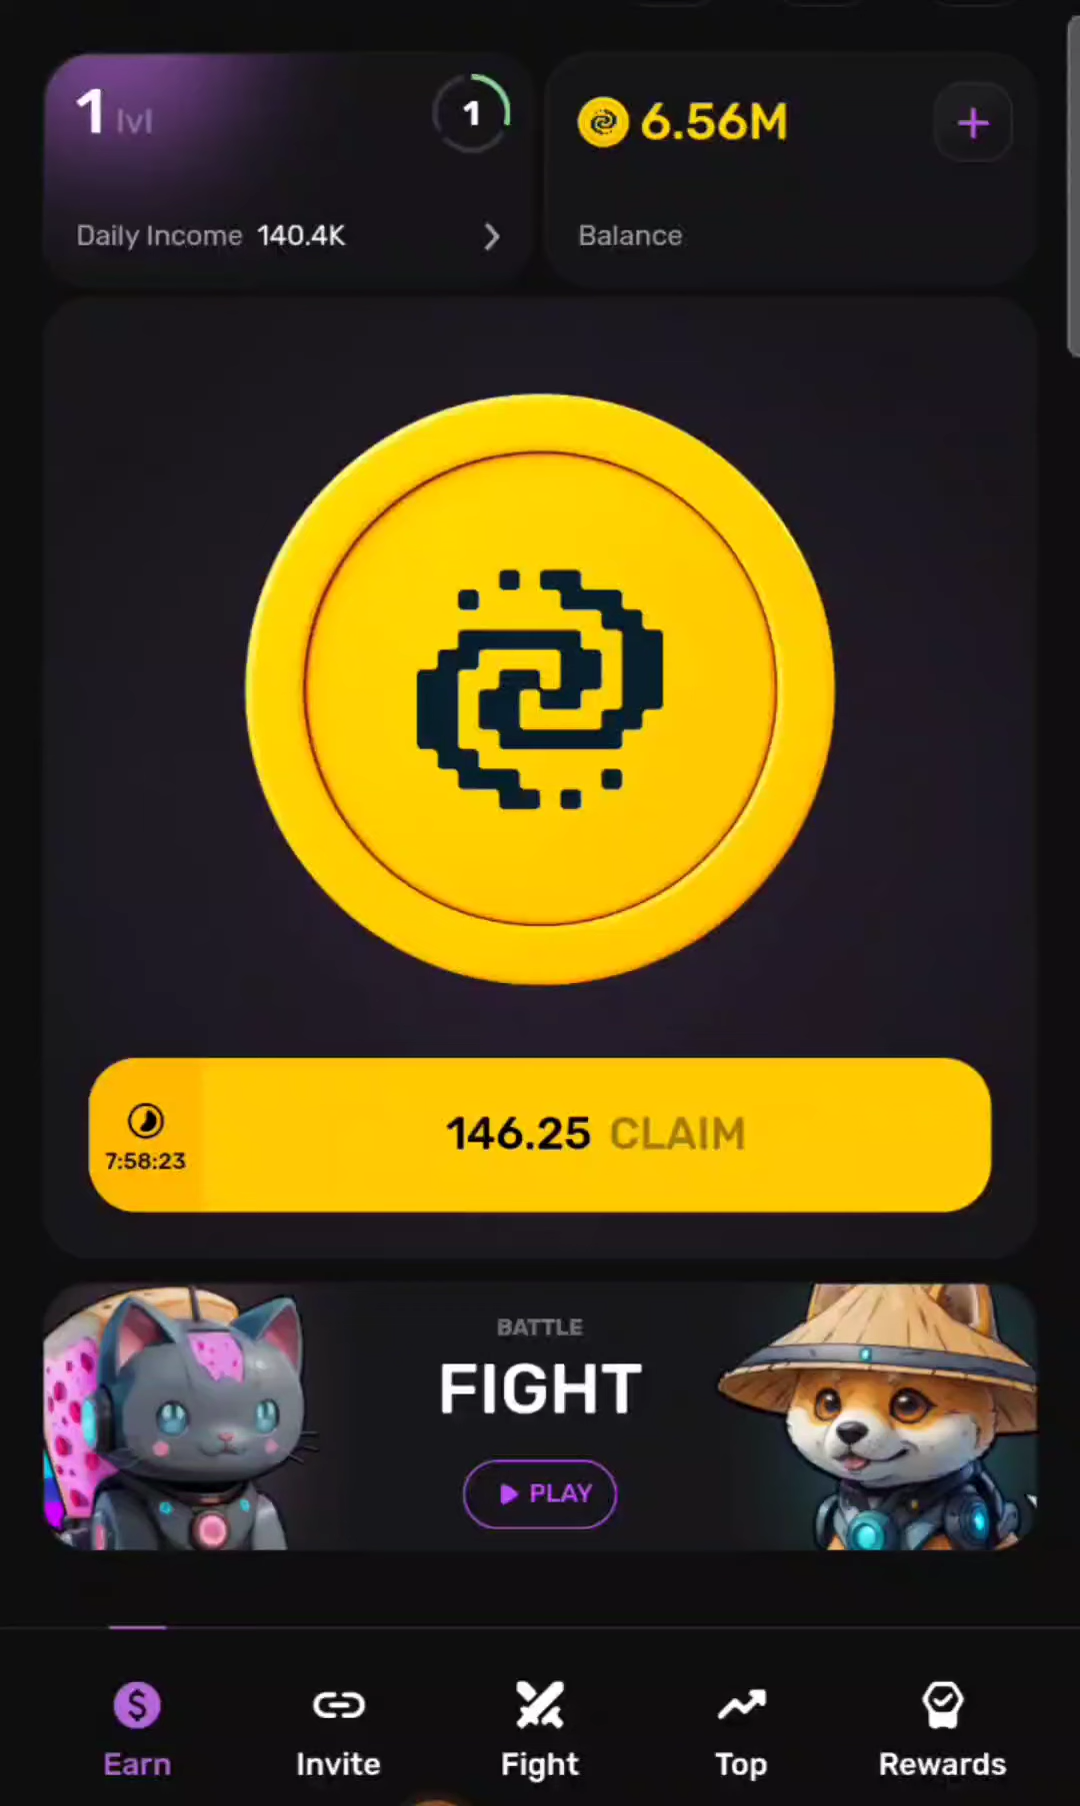 1 lvl
1
Daily Income 140.4K
6.56M
Balance
7:58:23
146.25 CLAIM
BATTLE
FIGHT
PLAY
Earn
Invite
Fight
Top
Rewards